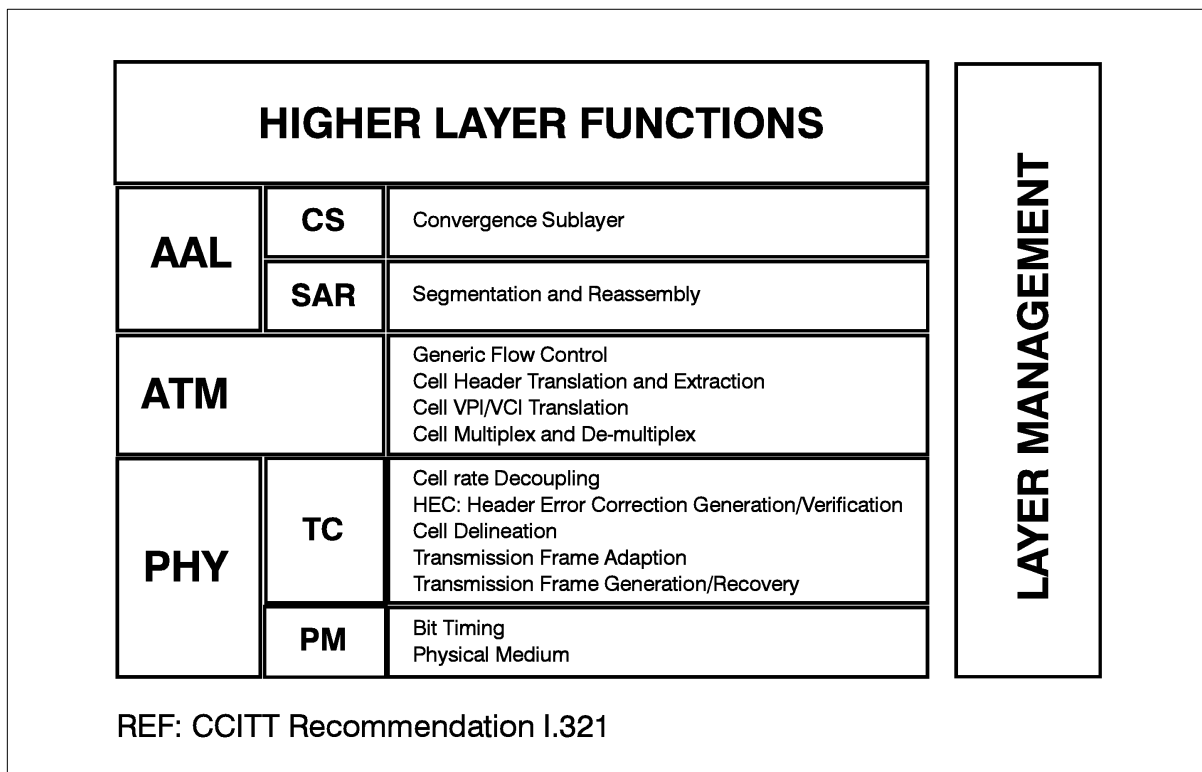 HIGHER LAYER FUNCTIONS
AAL
CS
Convergence Sublayer
SAR
Segmentation and Reassembly
ATM
Generic Flow Control
Cell Header Translation and Extraction
Cell VPI/VCI Translation
Cell Multiplex and De-multiplex
PHY
TC
Cell rate Decoupling
HEC: Header Error Correction Generation/Verification
Cell Delineation
Transmission Frame Adaption
Transmission Frame Generation/Recovery
PM
Bit Timing
Physical Medium
LAYER MANAGEMENT
REF: CCITT Recommendation I.321